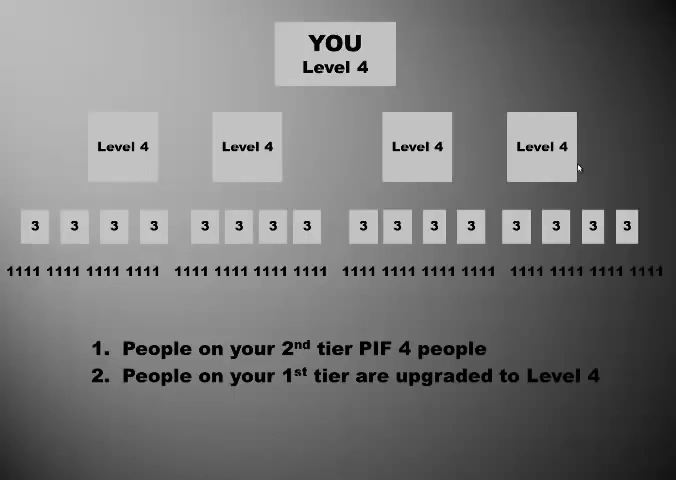 YOU
Level 4
Level 4 Level 4 Level 4 Level 4
3 3 3 3 3 3 3 3 3 3 3 3 3 3 3 3
1111 1111 1111 1111 1111 1111 1111 1111 1111 1111 1111 1111 1111 1111 1111 1111
1. People on your 2nd tier PIF 4 people
2. People on your 1st tier are upgraded to Level 4